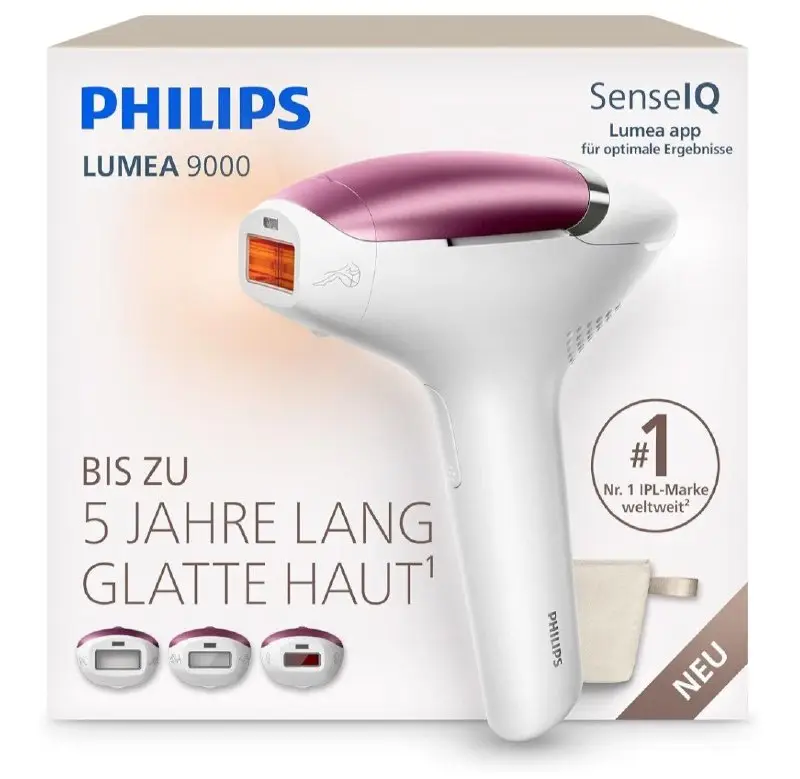 PHILIPS
LUMEA 9000
SenseIQ
Lumea app
für optimale Ergebnisse
#1
Nr. 1 IPL-Marke
weltweit²
BIS ZU
5 JAHRE LANG
GLATTE HAUT¹
PHILIPS
NEU